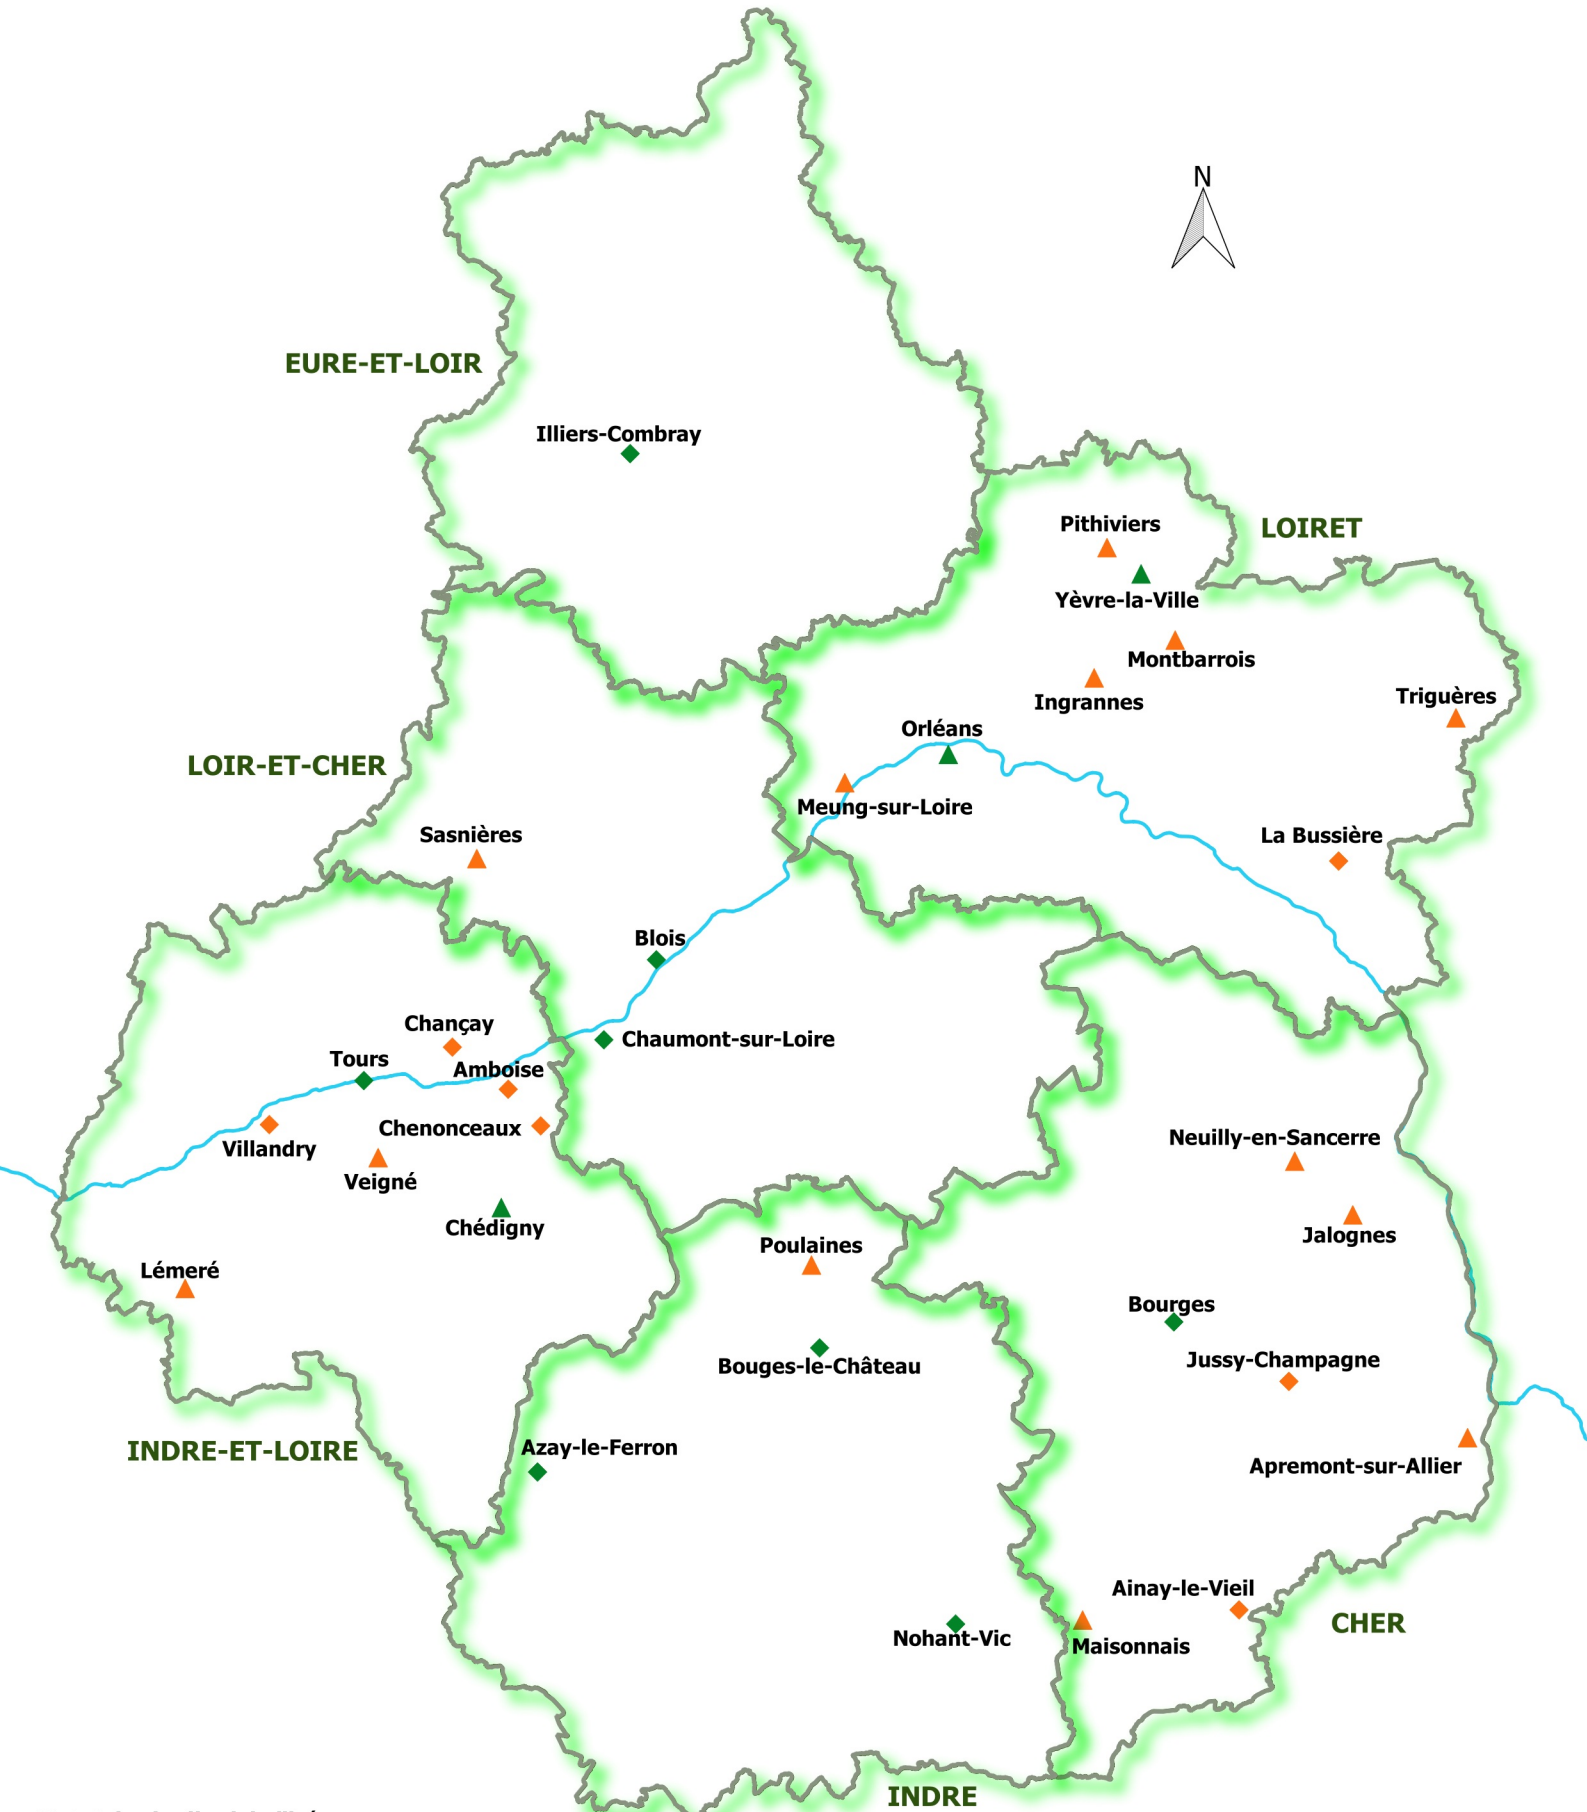 N
EURE-ET-LOIR
Illiers-Combray
Pithiviers
LOIRET
Yèvre-la-Ville
Montbarrois
Ingrannes
Triguères
Orléans
LOIR-ET-CHER
Meung-sur-Loire
Sasnières
La Bussière
Blois
Chançay
Chaumont-sur-Loire
Tours
Amboise
Chenonceaux
Neuilly-en-Sancerre
Villandry
Veigné
Chédigny
Jalognes
Poulaines
Lémeré
Bourges
Jussy-Champagne
Bouges-le-Château
Azay-le-Ferron
INDRE-ET-LOIRE
Apremont-sur-Allier
Ainay-le-Vieil
CHER
Nohant-Vic
Maisonnais
INDRE